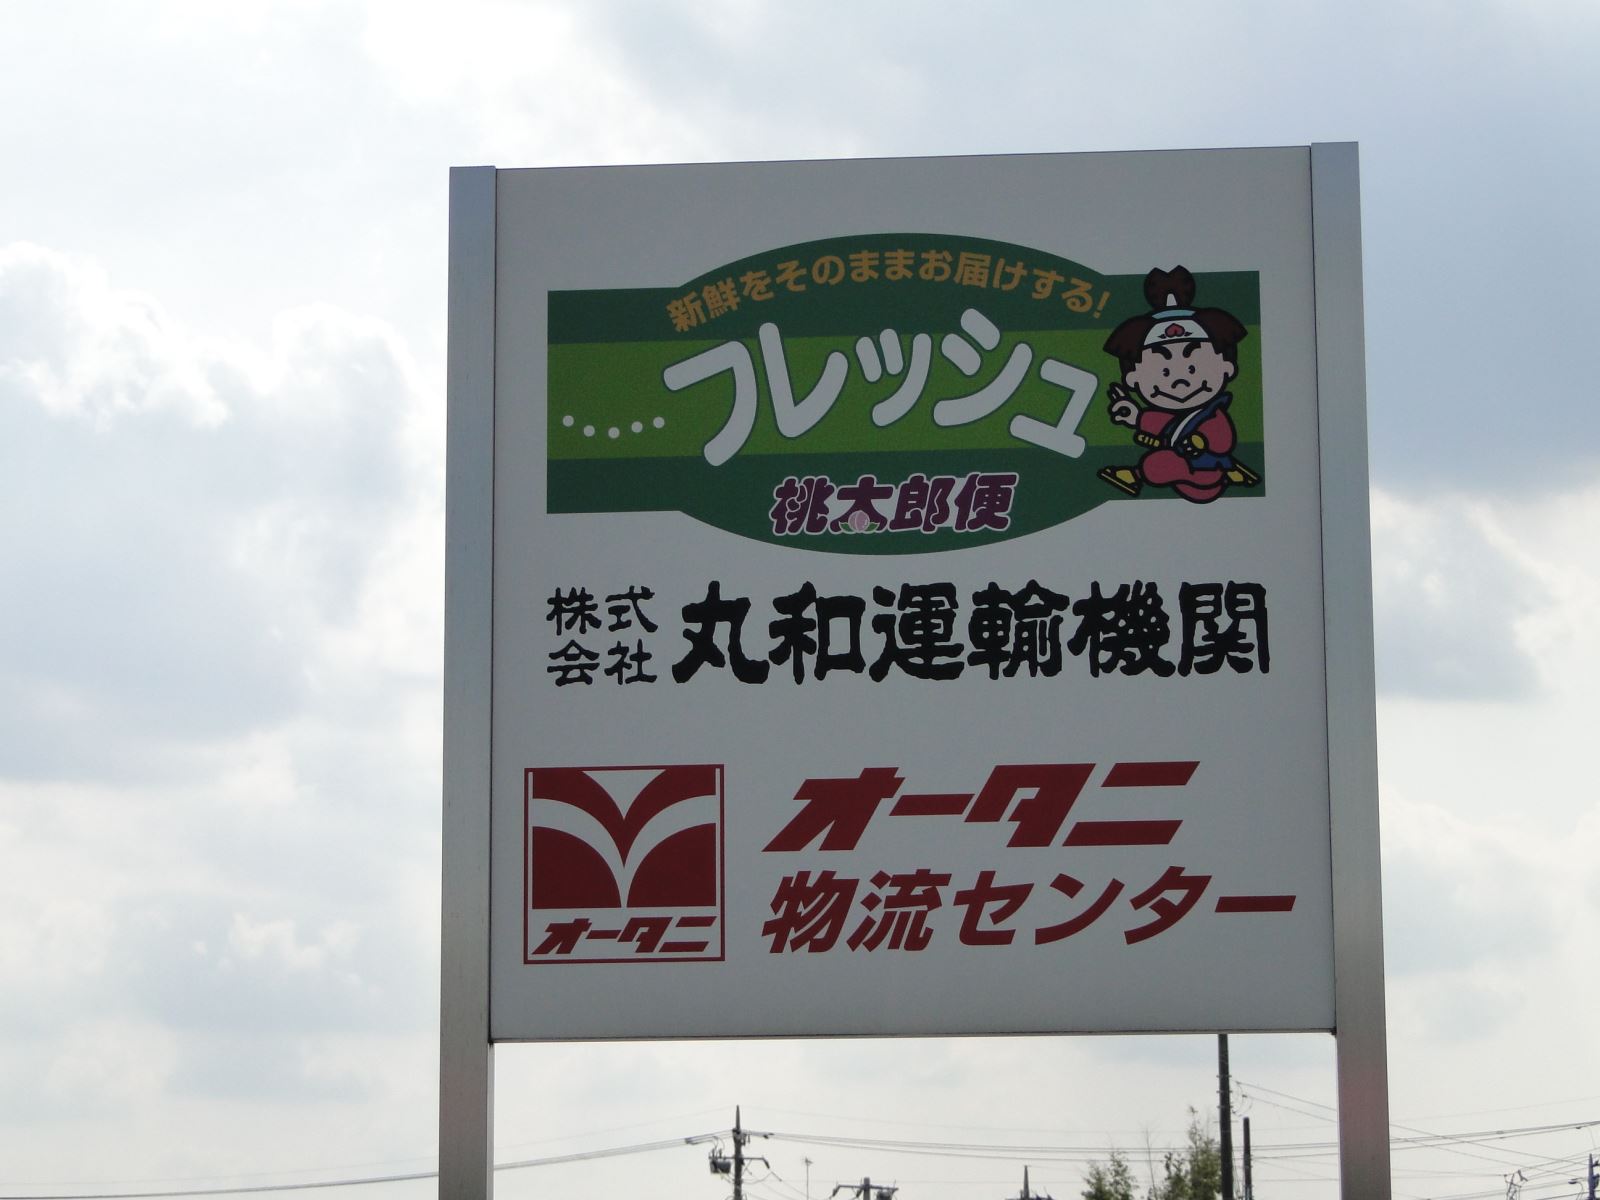 新鮮をそのままお届けする!
フレッシュ
桃太郎便
株式会社 丸和運輸機関
オータニ
物流センター
オータニ